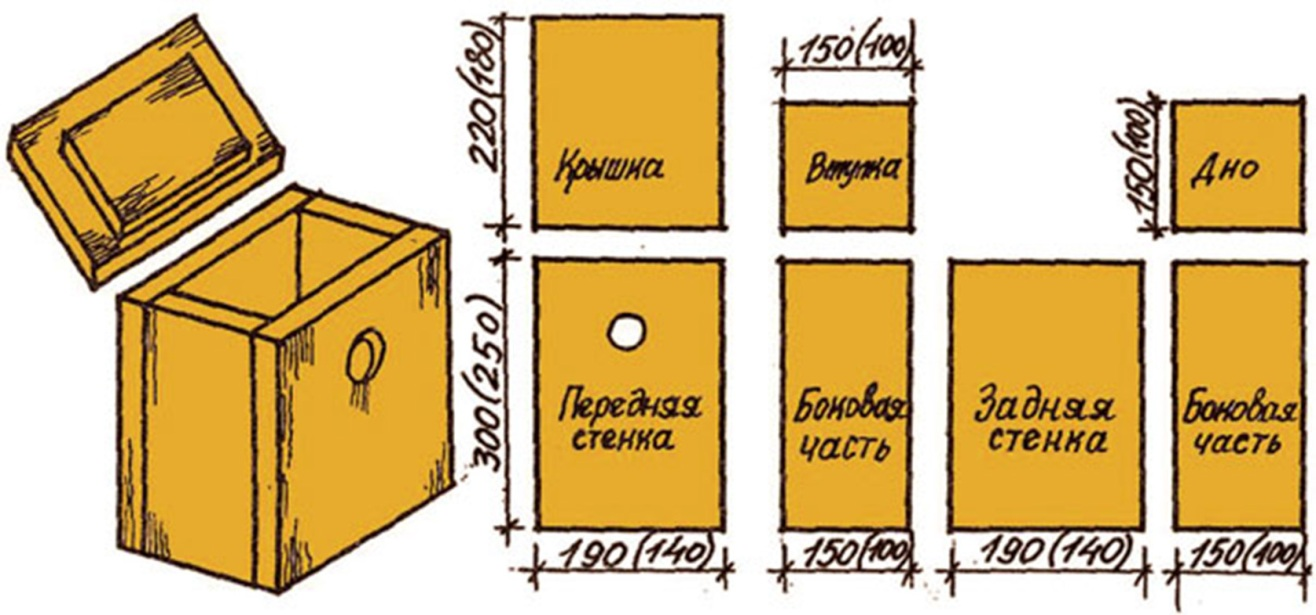 220(180)
Крышка
150(100)
Втулка
150(100)
Дно
300(250)
Передняя
стенка
Боковая
часть
Задняя
стенка
Боковая
часть
190(140)
150(100)
190(140)
150(100)